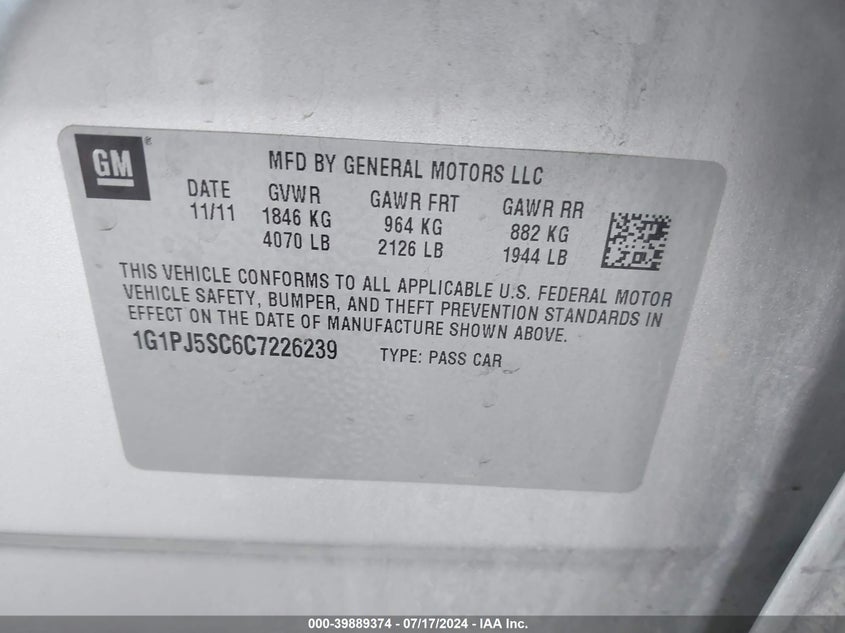 GM®
MFD BY GENERAL MOTORS LLC
DATE GVWR GAWR FRT GAWR RR
11/11 1846 KG 964 KG 882 KG
4070 LB 2126 LB 1944 LB
THIS VEHICLE CONFORMS TO ALL APPLICABLE U.S. FEDERAL MOTOR
VEHICLE SAFETY, BUMPER, AND THEFT PREVENTION STANDARDS IN
EFFECT ON THE DATE OF MANUFACTURE SHOWN ABOVE.
1G1PJ5SC6C7226239 TYPE: PASS CAR
000-39889374 - 07/17/2024 - IAA Inc.